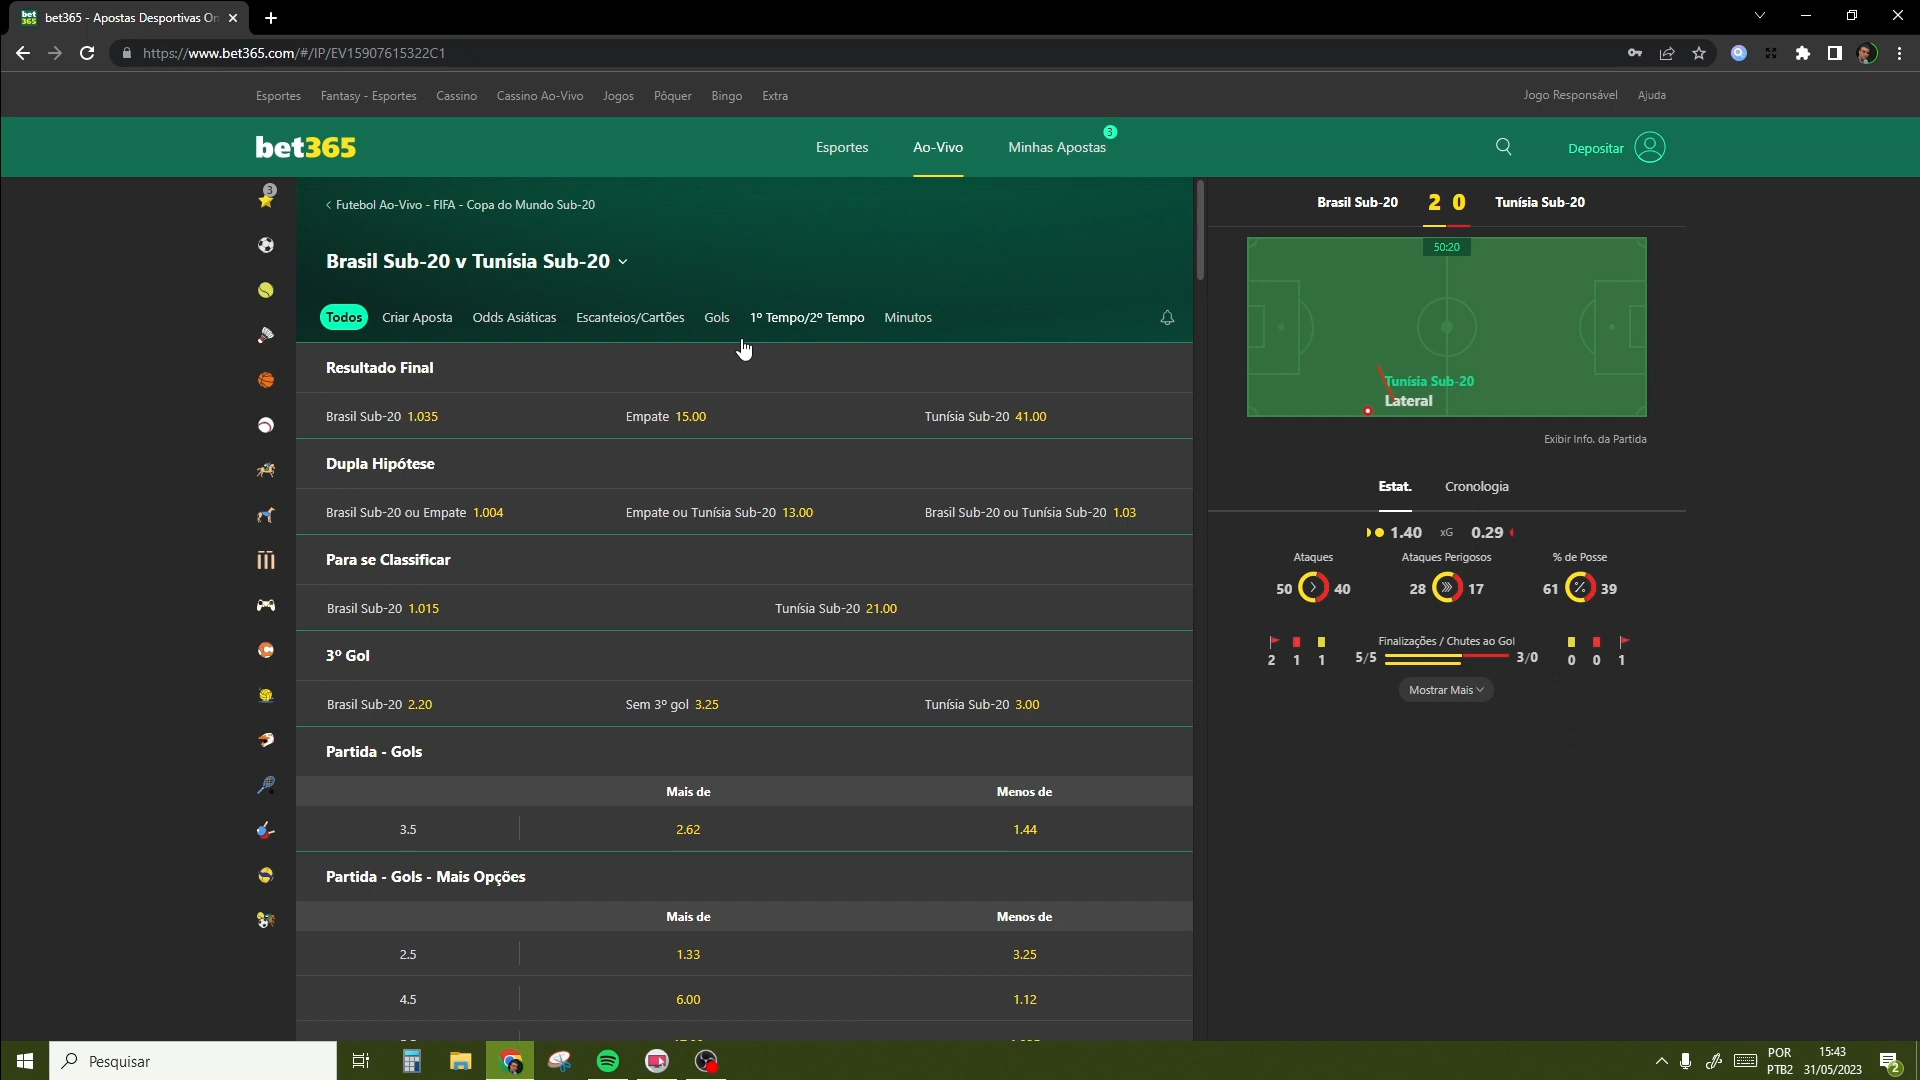 bet365 - Apostas Desportivas On
https://www.bet365.com/#/IP/EV15907615322C1
Esportes Fantasy - Esportes Cassino Cassino Ao-Vivo Jogos Pôquer Bingo Extra
Jogo Responsável Ajuda
bet365
Esportes Ao-Vivo Minhas Apostas 3
Depositar
3
< Futebol Ao-Vivo - FIFA - Copa do Mundo Sub-20
Brasil Sub-20 v Tunísia Sub-20
Todos Criar Aposta Odds Asiáticas Escanteios/Cartões Gols 1º Tempo/2º Tempo Minutos
Resultado Final
Brasil Sub-20 1.035 Empate 15.00 Tunísia Sub-20 41.00
Dupla Hipótese
Brasil Sub-20 ou Empate 1.004 Empate ou Tunísia Sub-20 13.00 Brasil Sub-20 ou Tunísia Sub-20 1.03
Para se Classificar
Brasil Sub-20 1.015 Tunísia Sub-20 21.00
3º Gol
Brasil Sub-20 2.20 Sem 3º gol 3.25 Tunísia Sub-20 3.00
Partida - Gols
Mais de Menos de
3.5 2.62 1.44
Partida - Gols - Mais Opções
Mais de Menos de
2.5 1.33 3.25
4.5 6.00 1.12
Brasil Sub-20 2 0 Tunísia Sub-20
50:20
Tunísia Sub-20
Lateral
Exibir Info. da Partida
Estat. Cronologia
1.40 xG 0.29
Ataques Ataques Perigosos % de Posse
50 40 28 17 61 % 39
Finalizações / Chutes ao Gol
2 1 1 5/5 3/0 0 0 1
Mostrar Mais
Pesquisar
POR
PTB2
15:43
31/05/2023
2